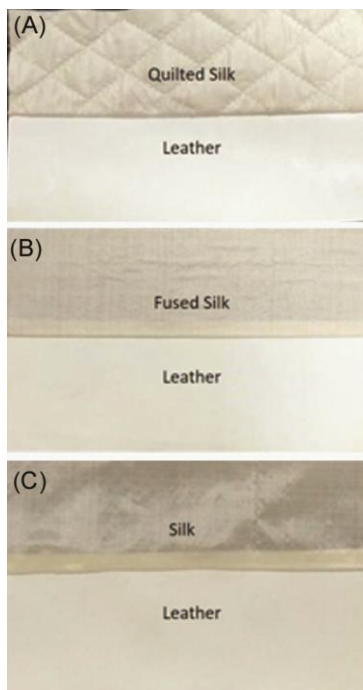 (A)
Quilted Silk
Leather
(B)
Fused Silk
Leather
(C)
Silk
Leather